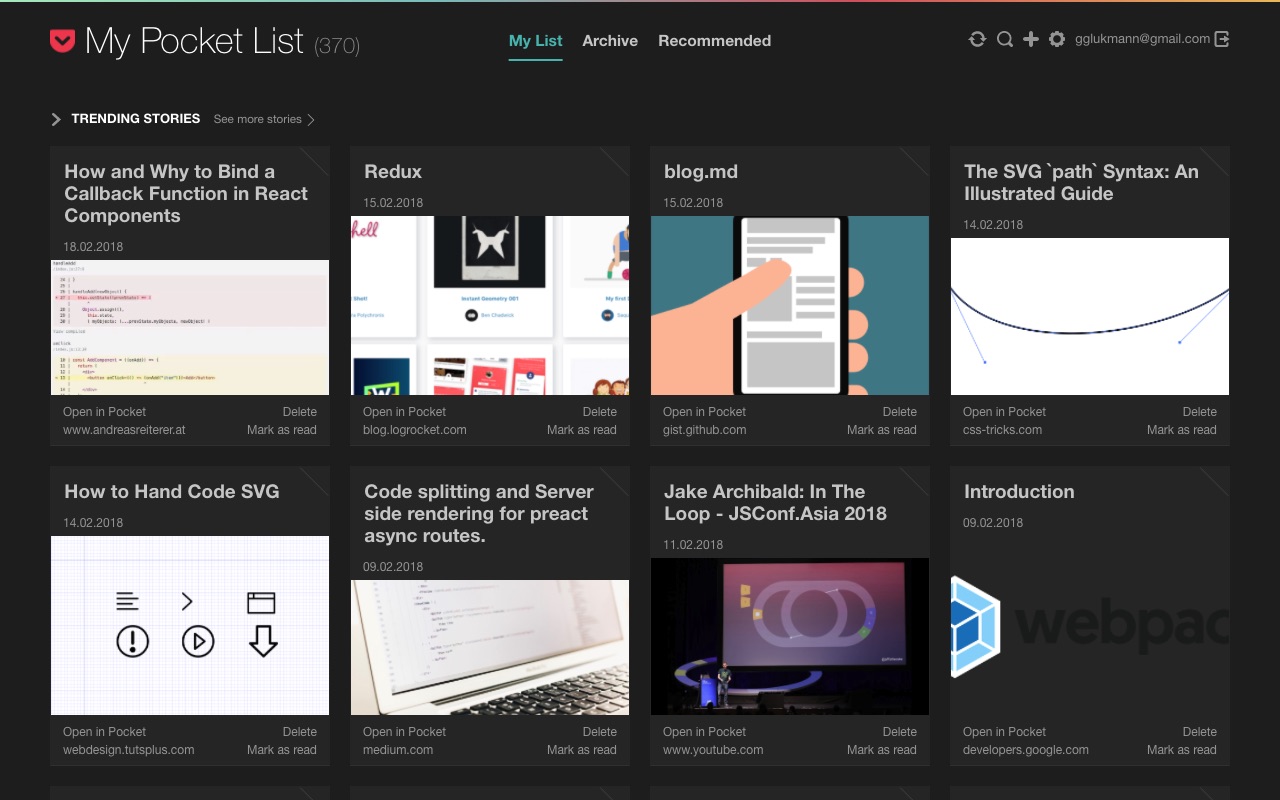 My Pocket List (370)
My List Archive Recommended
gglukmann@gmail.com
TRENDING STORIES See more stories
How and Why to Bind a
Callback Function in React
Components
18.02.2018
Open in Pocket Delete
www.andreasreiterer.at Mark as read
Redux
15.02.2018
Instant Geometry 001
Ben Chadwick
My first
Open in Pocket Delete
blog.logrocket.com Mark as read
blog.md
15.02.2018
Open in Pocket Delete
gist.github.com Mark as read
The SVG `path` Syntax: An
Illustrated Guide
14.02.2018
Open in Pocket Delete
css-tricks.com Mark as read
How to Hand Code SVG
14.02.2018
Open in Pocket Delete
webdesign.tutsplus.com Mark as read
Code splitting and Server
side rendering for preact
async routes.
09.02.2018
Open in Pocket Delete
medium.com Mark as read
Jake Archibald: In The
Loop - JSConf.Asia 2018
11.02.2018
Open in Pocket Delete
www.youtube.com Mark as read
Introduction
09.02.2018
webpac
Open in Pocket Delete
developers.google.com Mark as read